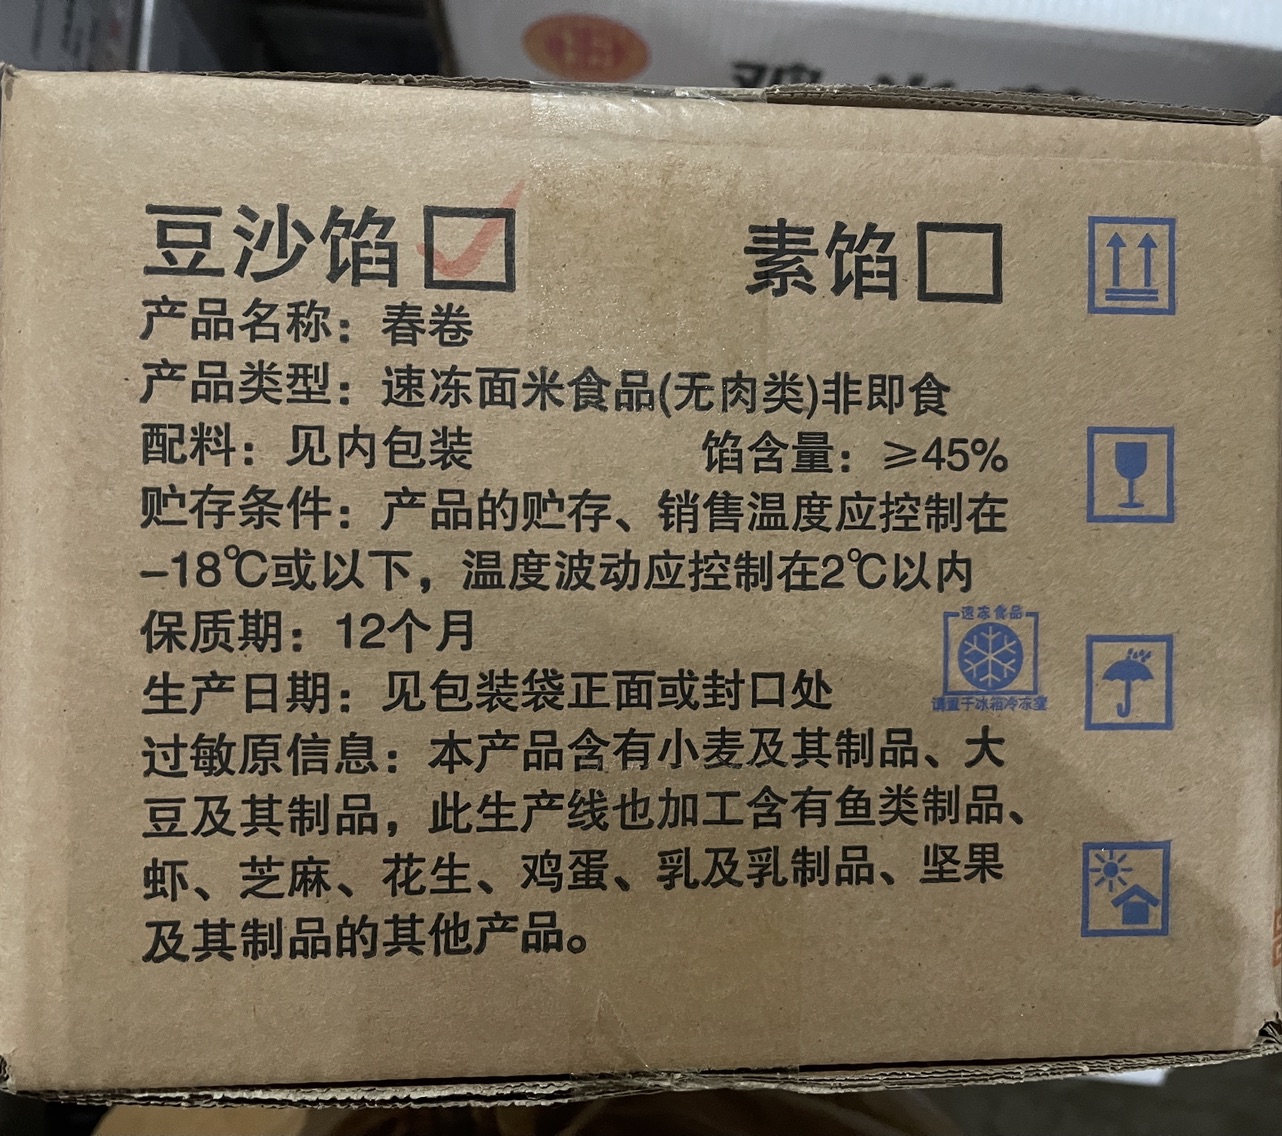 豆沙馅
素馅
产品名称：春卷
产品类型：速冻面米食品(无肉类)非即食
配料：见内包装 馅含量：≥45%
贮存条件：产品的贮存、销售温度应控制在
-18℃或以下，温度波动应控制在2℃以内
保质期：12个月
生产日期：见包装袋正面或封口处
速冻食品
请置于冰箱冷冻室
过敏原信息：本产品含有小麦及其制品、大
豆及其制品，此生产线也加工含有鱼类制品、
虾、芝麻、花生、鸡蛋、乳及乳制品、坚果
及其制品的其他产品。